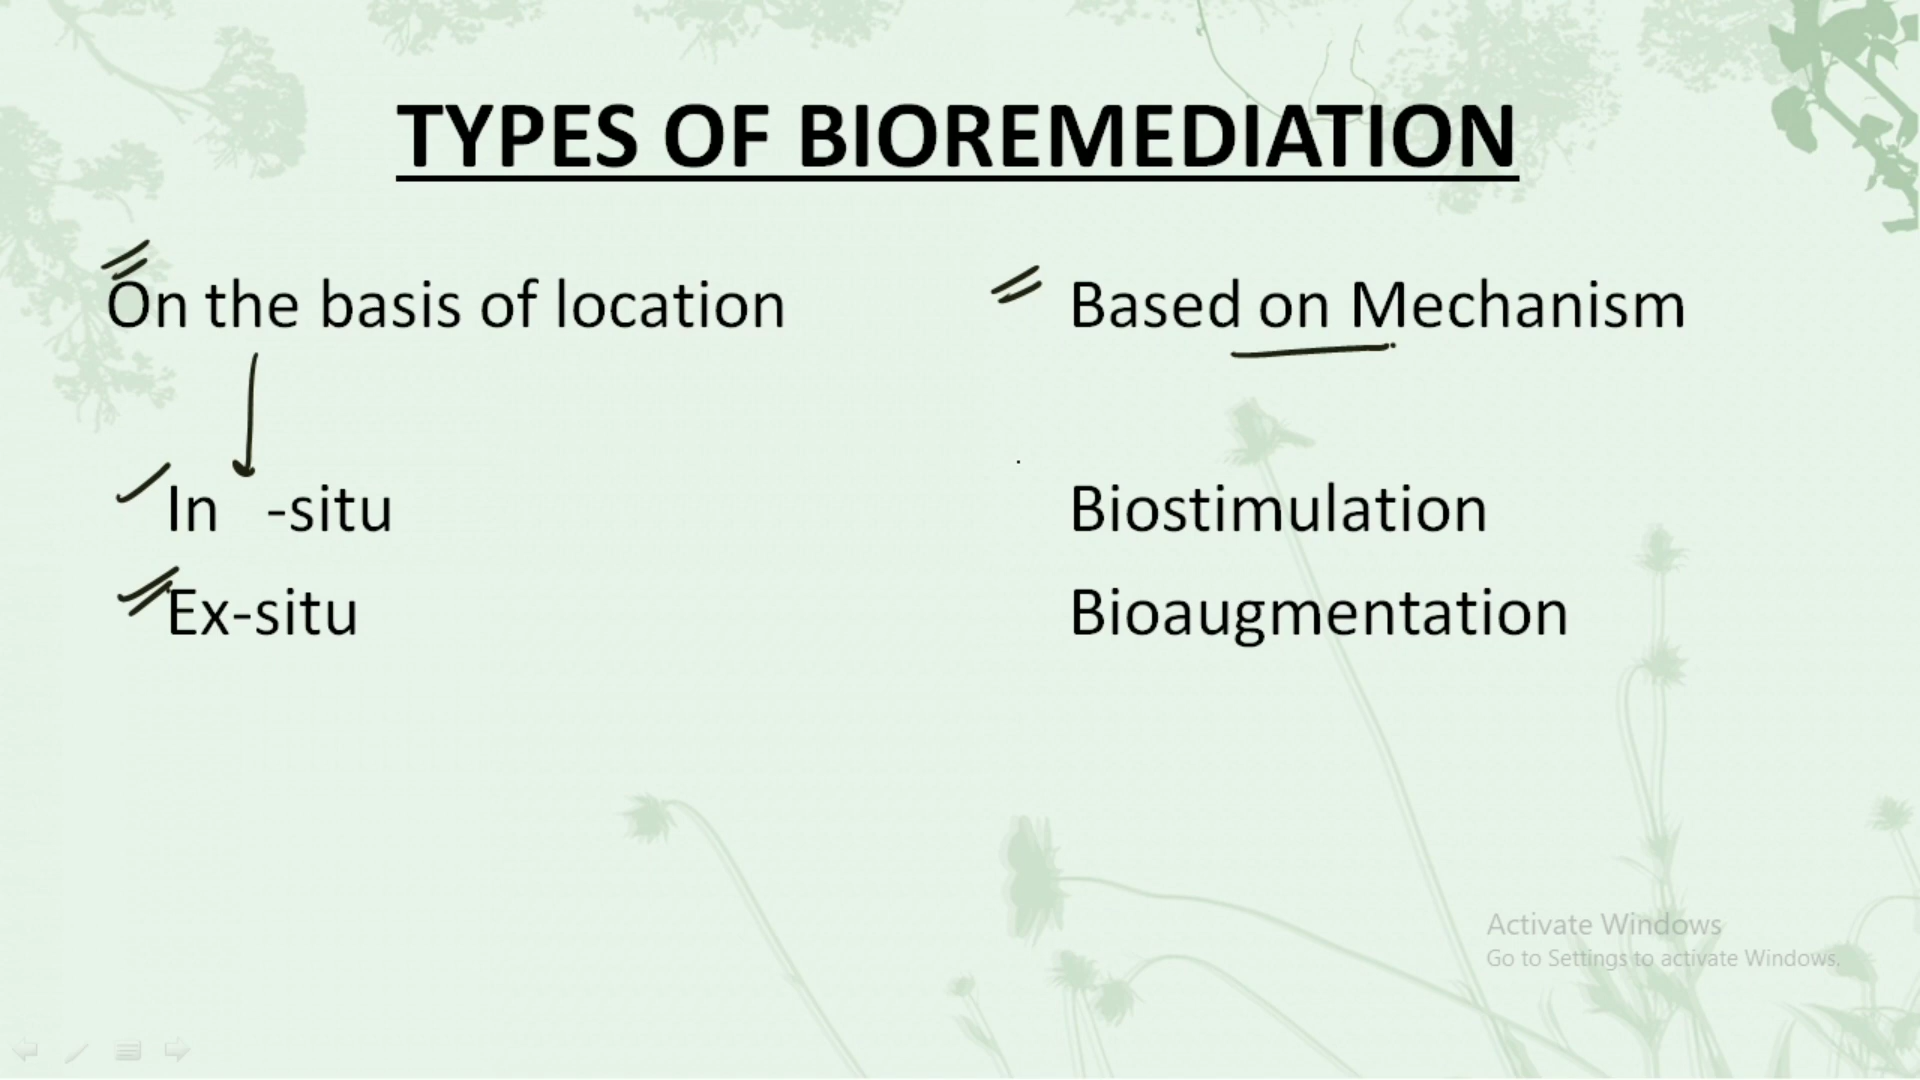 TYPES OF BIOREMEDIATION
On the basis of location
In -situ
Ex-situ
Based on Mechanism
Biostimulation
Bioaugmentation
Activate Windows
Go to Settings to activate Windows.